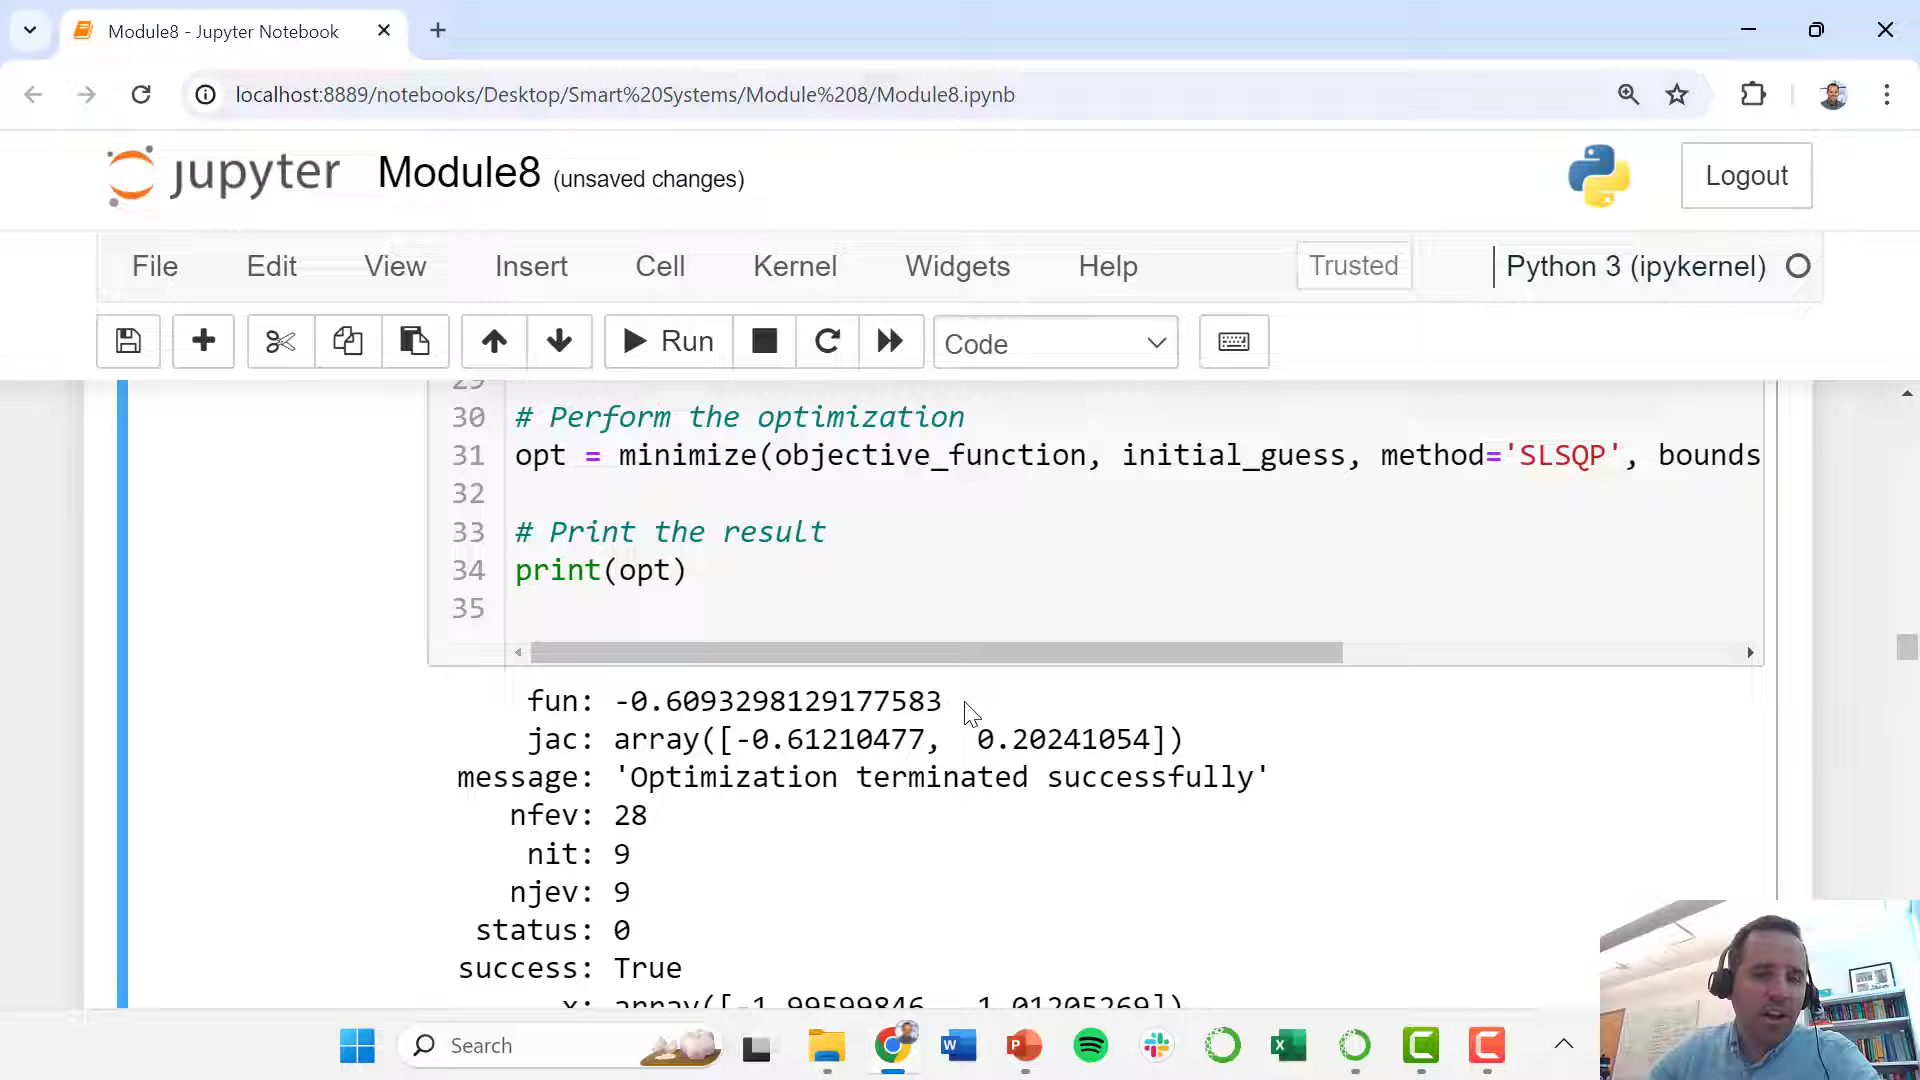 Module8 - Jupyter Notebook
localhost:8889/notebooks/Desktop/Smart%20Systems/Module%208/Module8.ipynb
jupyter Module8 (unsaved changes)
Logout
File Edit View Insert Cell Kernel Widgets Help Trusted Python 3 (ipykernel)
Run Code
29
30 # Perform the optimization
31 opt = minimize(objective_function, initial_guess, method='SLSQP', bounds
32
33 # Print the result
34 print(opt)
35
fun: -0.6093298129177583
jac: array([-0.61210477, 0.20241054])
message: 'Optimization terminated successfully'
nfev: 28
nit: 9
njev: 9
status: 0
success: True
x: array([-1.99599846,
Search